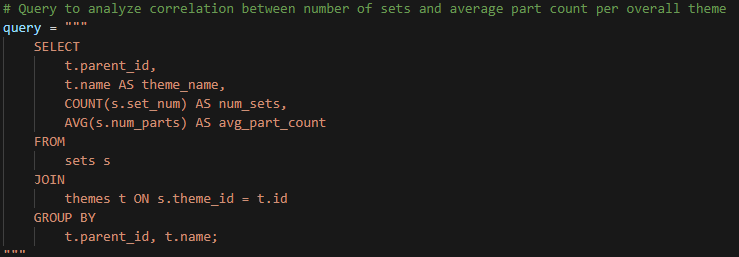 # Query to analyze correlation between number of sets and average part count per overall theme
query = """
SELECT
t.parent_id,
t.name AS theme_name,
COUNT(s.set_num) AS num_sets,
AVG(s.num_parts) AS avg_part_count
FROM
sets s
JOIN
themes t ON s.theme_id = t.id
GROUP BY
t.parent_id, t.name;
"""